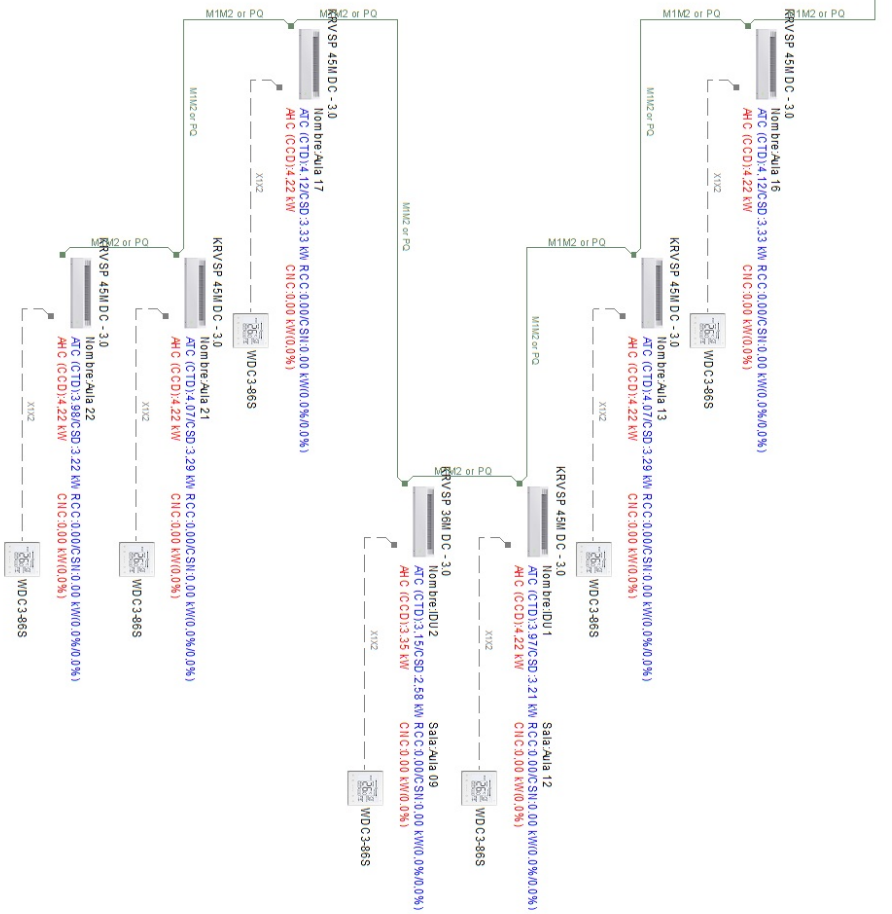 M1M2 or PQ
M1M2 or PQ
KRVSP 45MDC - 3.0
Nombre:Aula 17
ATC (CTD):4,12/CSD:3,33 kW RCC:0,00/CSN:0,00 kW(0,0%/0,0%)
AHC (CCD):4,22 kW CNC:0,00 kW(0,0%)
X1X2
WDC3-86S
M1M2 or PQ
M1M2 or PQ
M1M2 or PQ
KRVSP 45MDC - 3.0
Nombre:Aula 16
ATC (CTD):4,12/CSD:3,33 kW RCC:0,00/CSN:0,00 kW(0,0%/0,0%)
AHC (CCD):4,22 kW CNC:0,00 kW(0,0%)
X1X2
WDC3-86S
M1M2 or PQ
M1M2 or PQ
M1M2 or PQ
KRVSP 45MDC - 3.0
Nombre:Aula 22
ATC (CTD):3,98/CSD:3,22 kW RCC:0,00/CSN:0,00 kW(0,0%/0,0%)
AHC (CCD):4,22 kW CNC:0,00 kW(0,0%)
X1X2
WDC3-86S
KRVSP 45MDC - 3.0
Nombre:Aula 21
ATC (CTD):4,07/CSD:3,29 kW RCC:0,00/CSN:0,00 kW(0,0%/0,0%)
AHC (CCD):4,22 kW CNC:0,00 kW(0,0%)
X1X2
WDC3-86S
M1M2 or PQ
M1M2 or PQ
KRVSP 45MDC - 3.0
Nombre:Aula 13
ATC (CTD):4,07/CSD:3,29 kW RCC:0,00/CSN:0,00 kW(0,0%/0,0%)
AHC (CCD):4,22 kW CNC:0,00 kW(0,0%)
X1X2
WDC3-86S
M1M2 or PQ
KRVSP 36MDC - 3.0
Nombre:IDU2 Sala:Aula 09
ATC (CTD):3,15/CSD:2,58 kW RCC:0,00/CSN:0,00 kW(0,0%/0,0%)
AHC (CCD):3,35 kW CNC:0,00 kW(0,0%)
X1X2
WDC3-86S
KRVSP 45MDC - 3.0
Nombre:IDU1 Sala:Aula 12
ATC (CTD):3,97/CSD:3,21 kW RCC:0,00/CSN:0,00 kW(0,0%/0,0%)
AHC (CCD):4,22 kW CNC:0,00 kW(0,0%)
X1X2
WDC3-86S